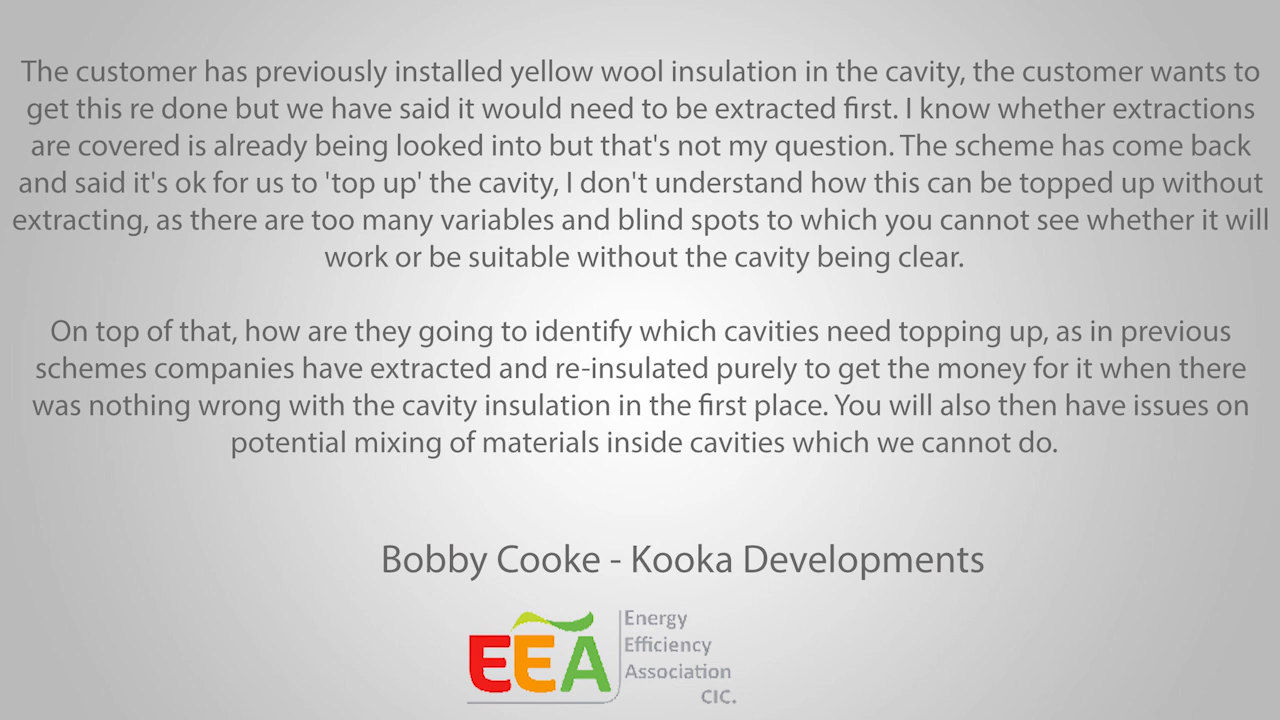 The customer has previously installed yellow wool insulation in the cavity, the customer wants to
get this re done but we have said it would need to be extracted first. I know whether extractions
are covered is already being looked into but that's not my question. The scheme has come back
and said it's ok for us to 'top up' the cavity, I don't understand how this can be topped up without
extracting, as there are too many variables and blind spots to which you cannot see whether it will
work or be suitable without the cavity being clear.
On top of that, how are they going to identify which cavities need topping up, as in previous
schemes companies have extracted and re-insulated purely to get the money for it when there
was nothing wrong with the cavity insulation in the first place. You will also then have issues on
potential mixing of materials inside cavities which we cannot do.
Bobby Cooke - Kooka Developments
EEA
Energy
Efficiency
Association
CIC.